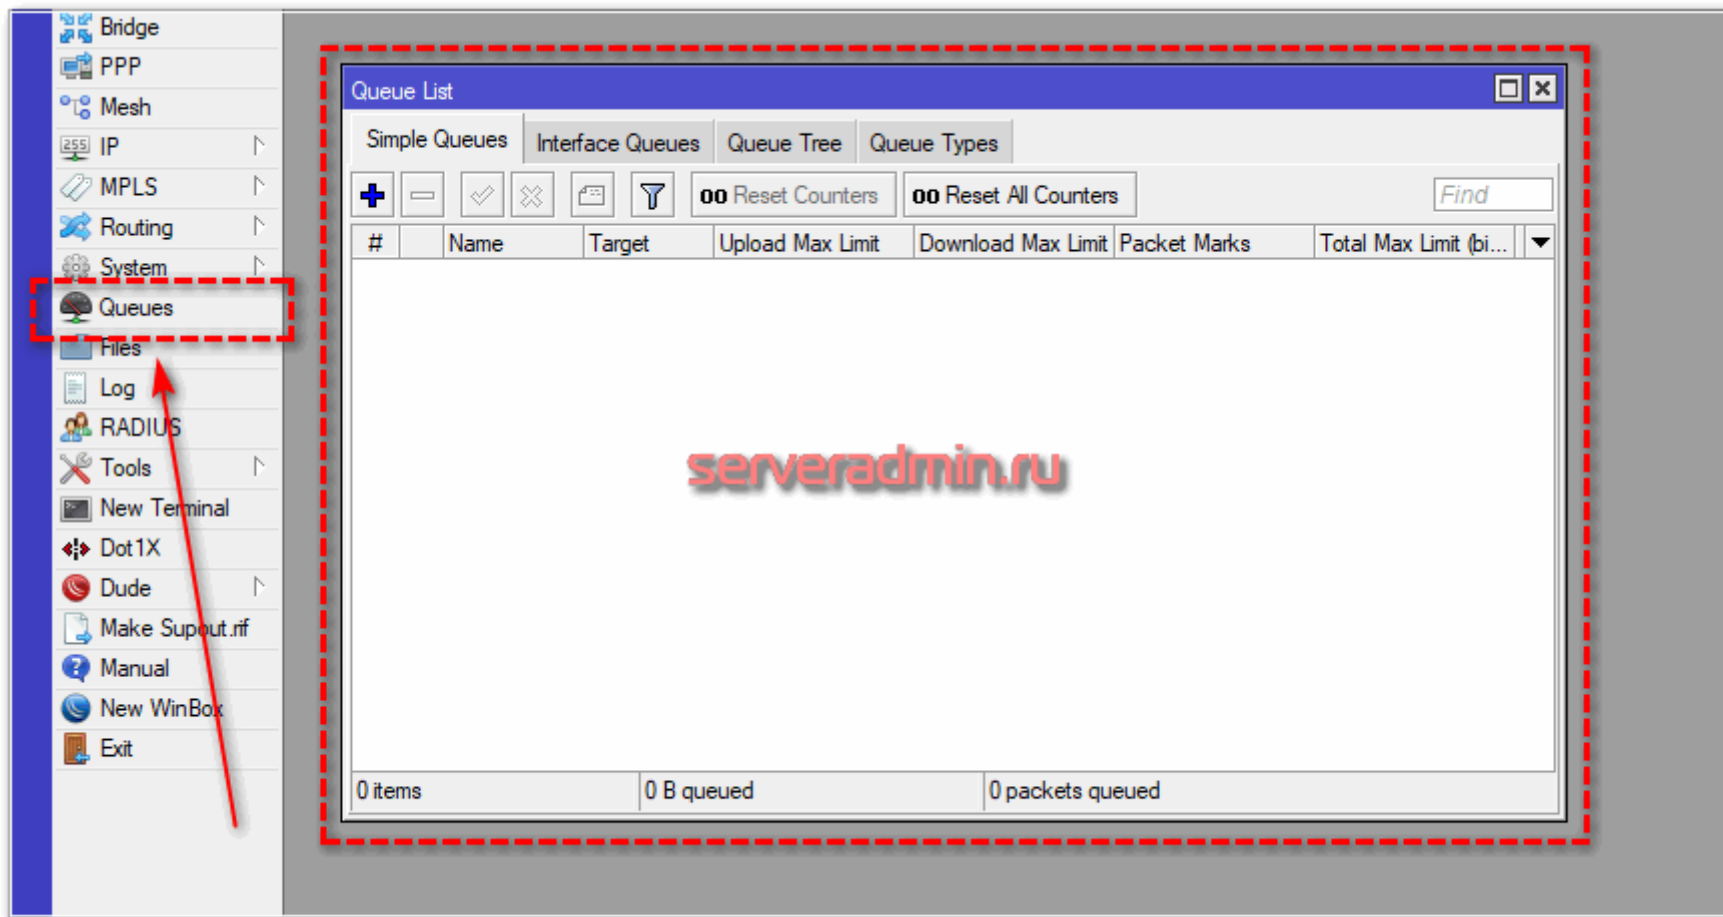 Bridge
PPP
Mesh
255 IP
MPLS
Routing
System
Queues
Files
Log
RADIUS
Tools
New Terminal
Dot1X
Dude
Make Supout.rif
Manual
New WinBox
Exit
Queue List
Simple Queues Interface Queues Queue Tree Queue Types
00 Reset Counters 00 Reset All Counters Find
# Name Target Upload Max Limit Download Max Limit Packet Marks Total Max Limit (bi...
serveradmin.ru
0 items 0 B queued 0 packets queued